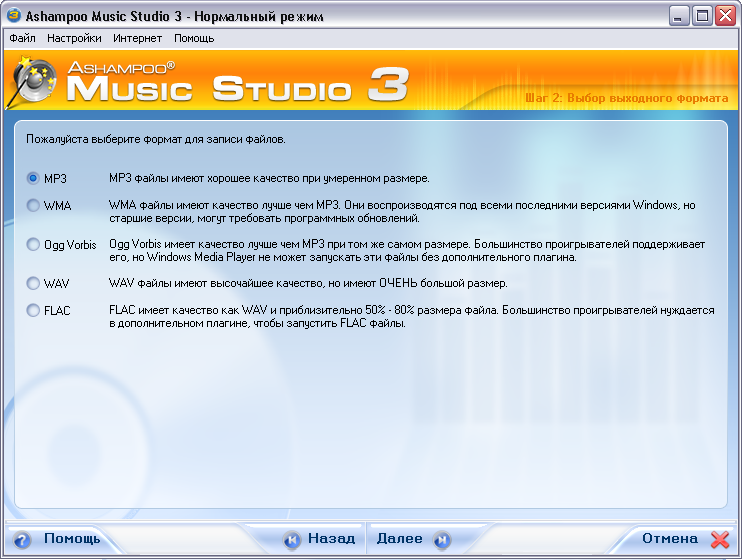 Ashampoo Music Studio 3 - Нормальный режим
Файл Настройки Интернет Помощь
ASHAMPOO®
MUSIC STUDIO 3
Шаг 2: Выбор выходного формата
Пожалуйста выберите формат для записи файлов.
MP3 MP3 файлы имеют хорошее качество при умеренном размере.
WMA WMA файлы имеют качество лучше чем MP3. Они воспроизводятся под всеми последними версиями Windows, но
старшие версии, могут требовать программных обновлений.
Ogg Vorbis Ogg Vorbis имеет качество лучше чем MP3 при том же самом размере. Большинство проигрывателей поддерживает
его, но Windows Media Player не может запускать эти файлы без дополнительного плагина.
WAV WAV файлы имеют высочайшее качество, но имеют ОЧЕНЬ большой размер.
FLAC FLAC имеет качество как WAV и приблизительно 50% - 80% размера файла. Большинство проигрывателей нуждается
в дополнительном плагине, чтобы запустить FLAC файлы.
Помощь Назад Далее Отмена